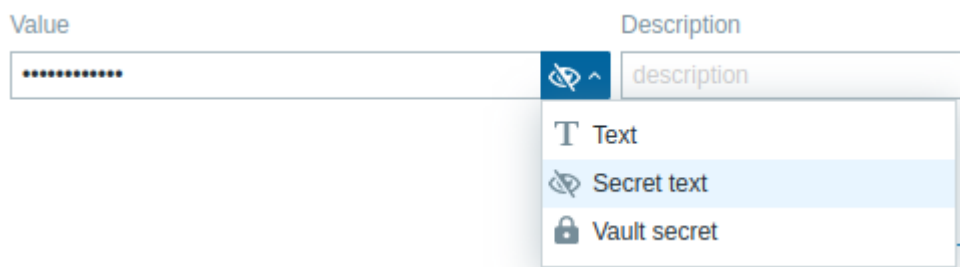 Value
Description
••••••••••••
description
Text
Secret text
Vault secret